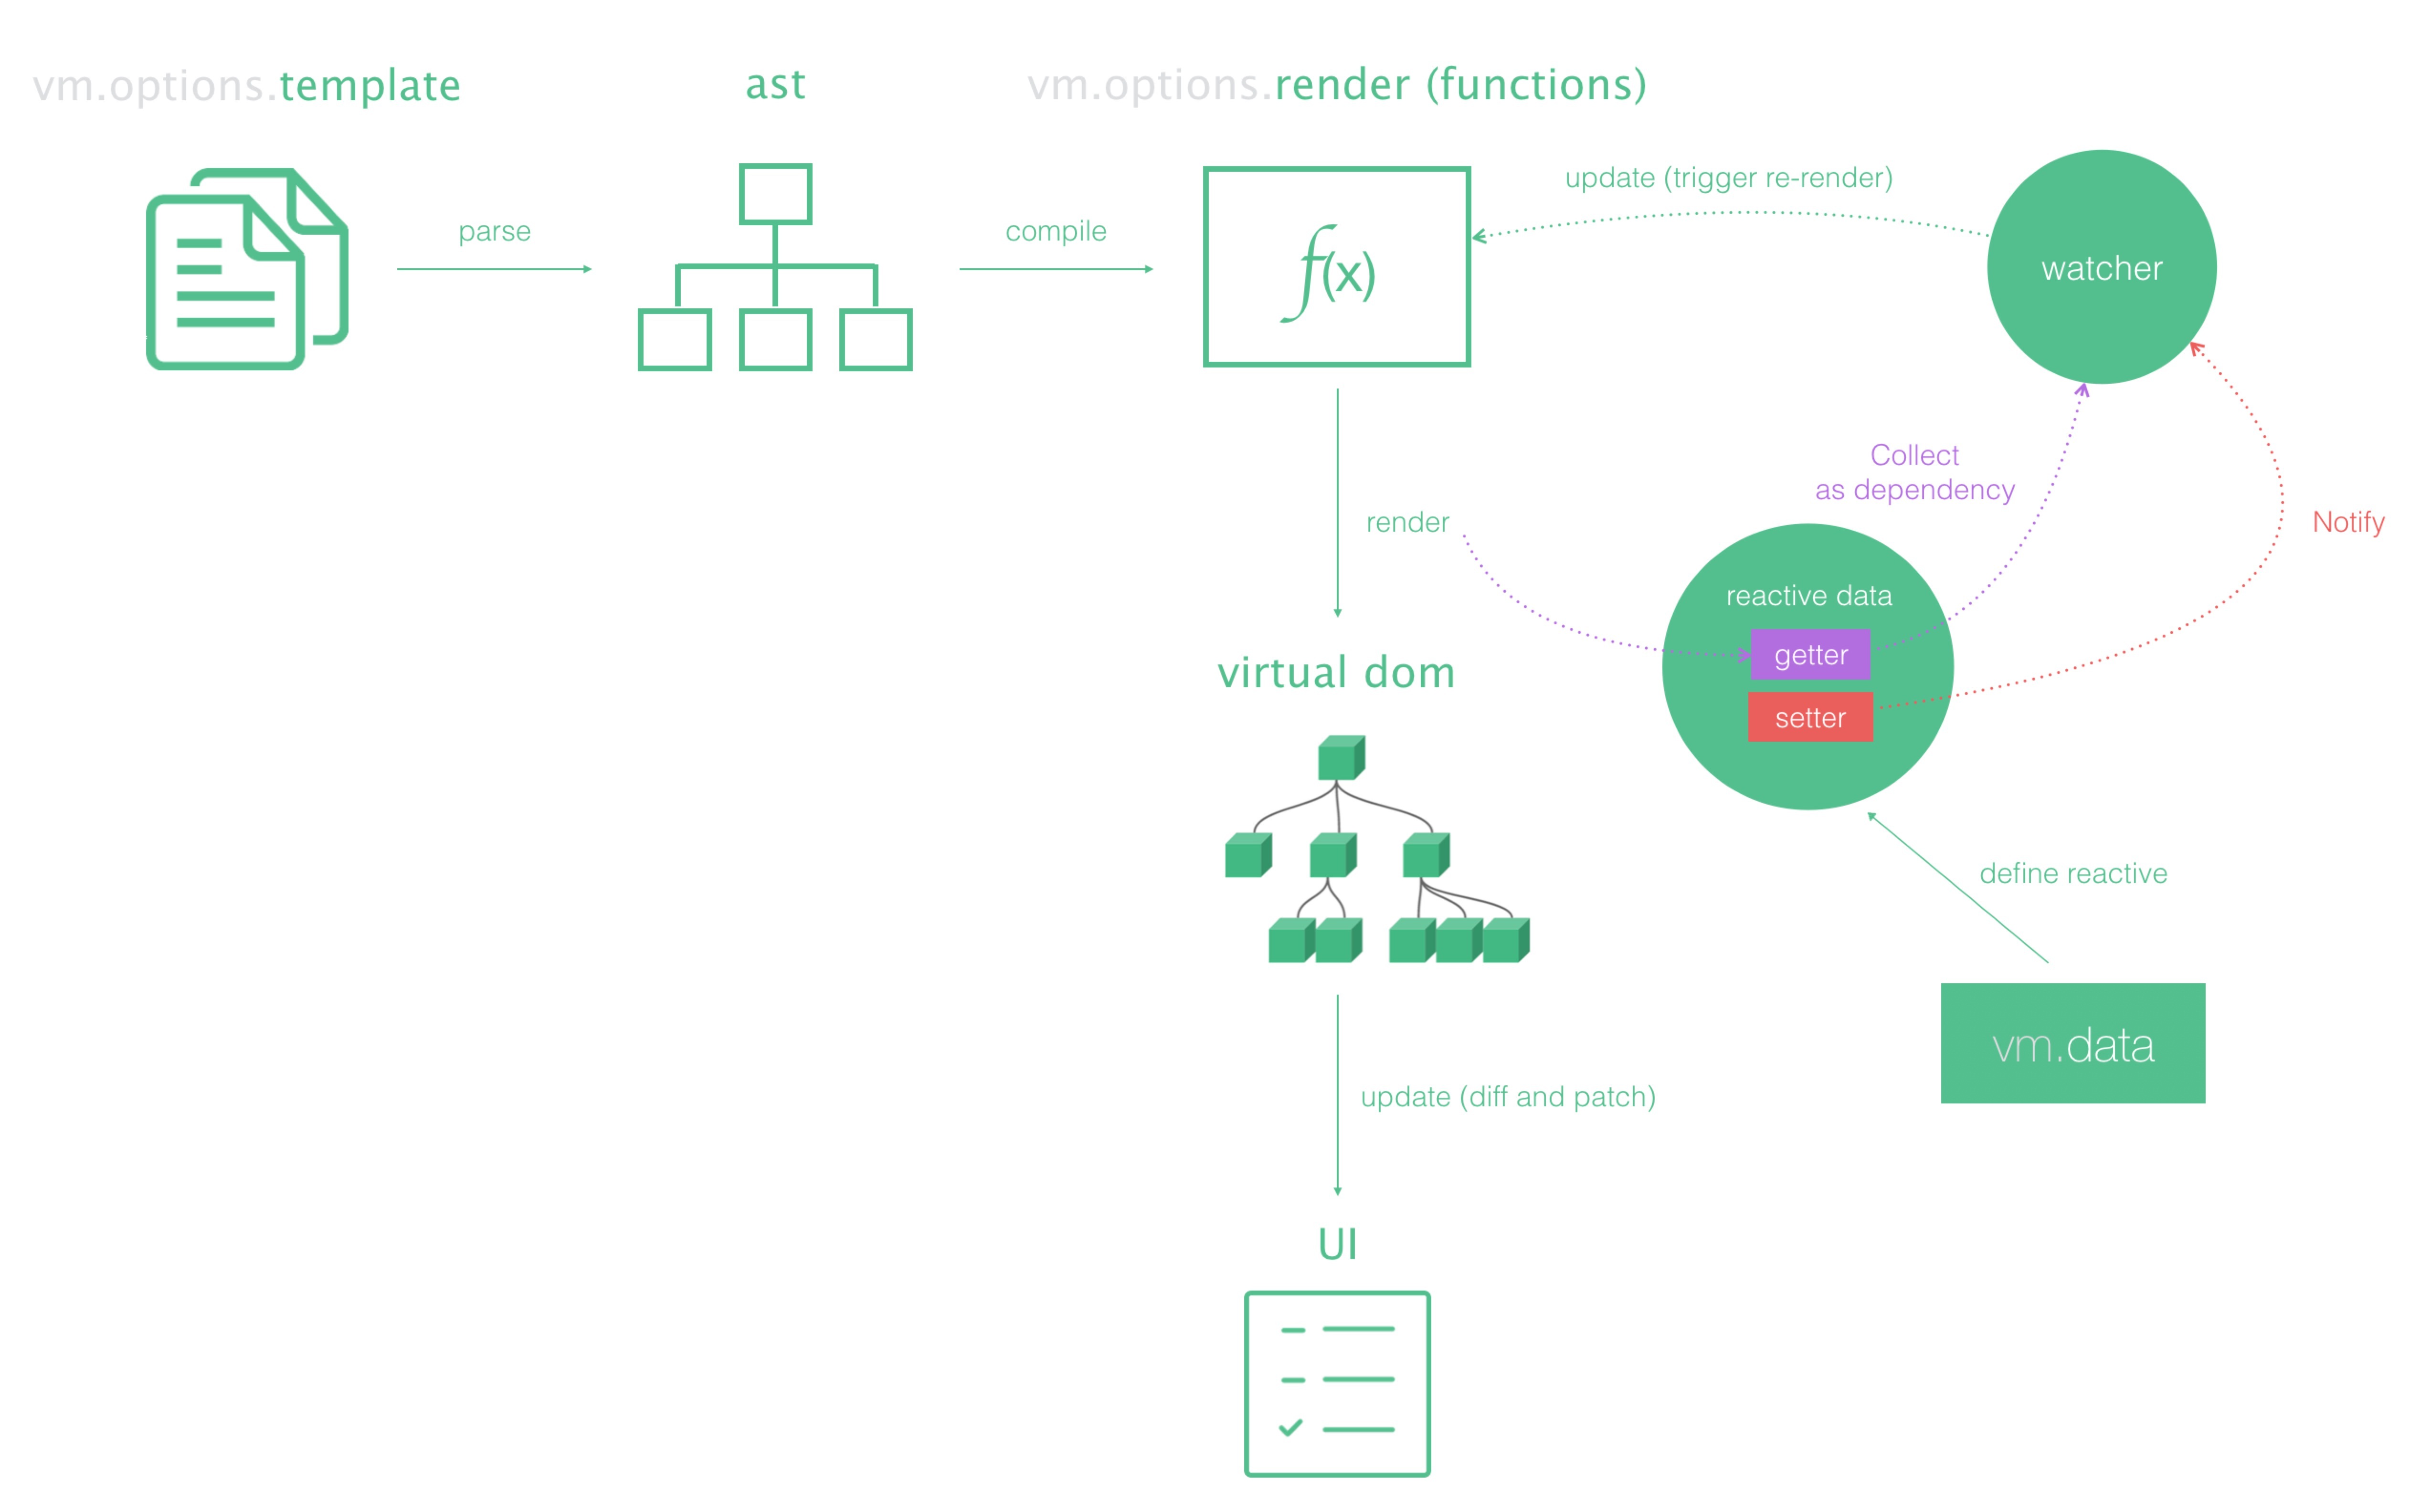 vm.options.template
ast
vm.options.render (functions)
parse
compile
f(x)
update (trigger re-render)
watcher
Collect
as dependency
Notify
render
reactive data
getter
setter
virtual dom
define reactive
vm.data
update (diff and patch)
UI